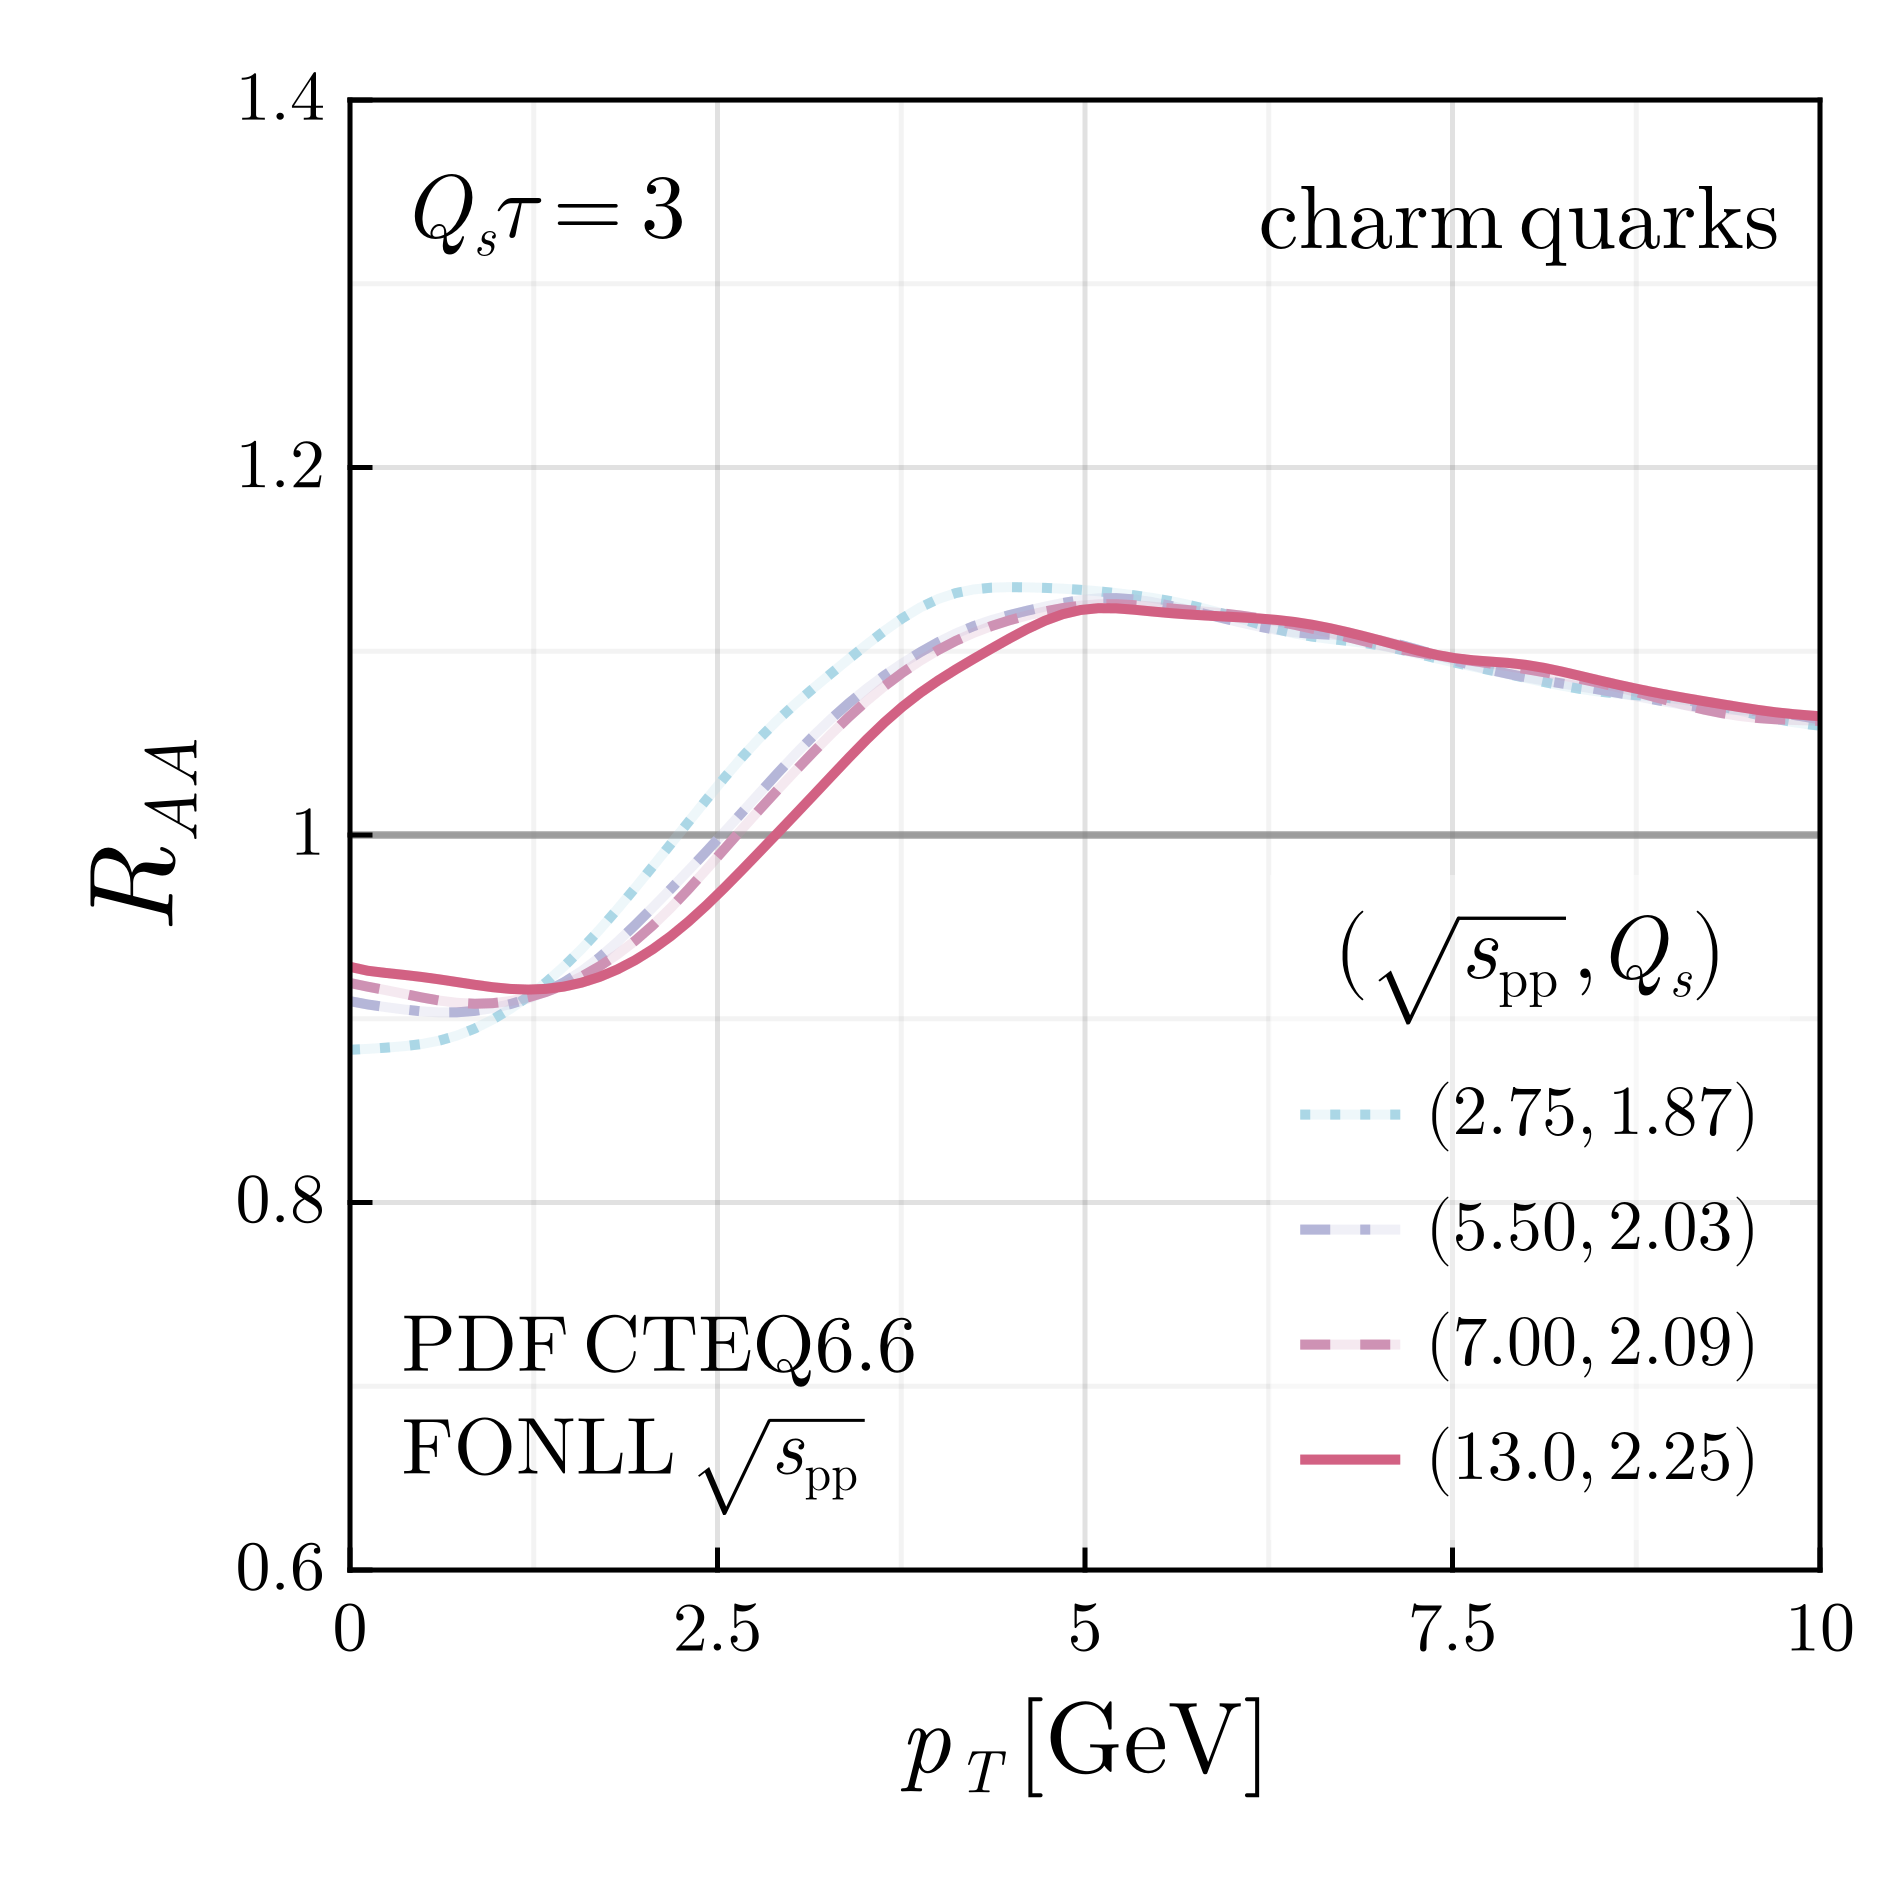 1.4
Q_sτ = 3
charm quarks
1.2
1
0.8
0.6
R_AA
(√s_pp, Q_s)
(2.75, 1.87)
(5.50, 2.03)
(7.00, 2.09)
(13.0, 2.25)
PDF CTEQ6.6
FONLL √s_pp
0 2.5 5 7.5 10
p_T [GeV]